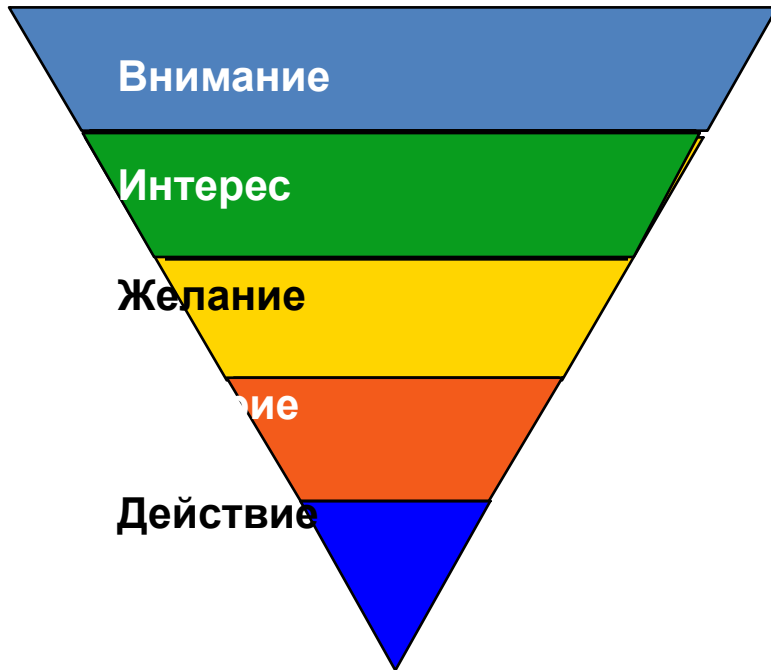 Внимание
Интерес
Желание
Действие